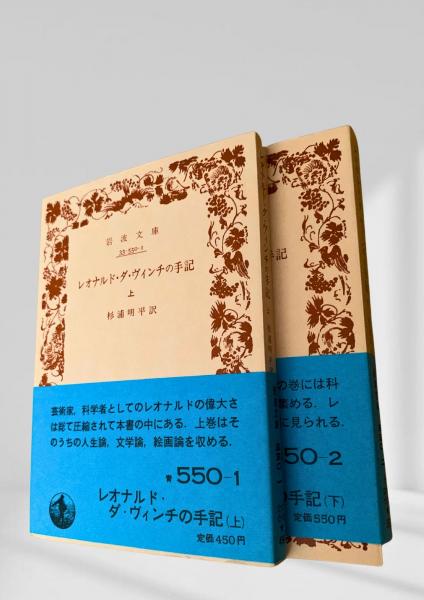 岩波文庫
33-550-1
レオナルド・ダ・ヴィンチの手記
上
杉浦明平訳
芸術家,科学者としてのレオナルドの偉大さ
は総て圧縮されて本書の中にある.上巻はそ
のうちの人生論,文学論,絵画論を収める.
青550-1
レオナルド・
ダ・ヴィンチの手記(上)
定価450円
手記
の巻には科
集める.レ
に見られる.
50-2
の手記(下)
定価550円